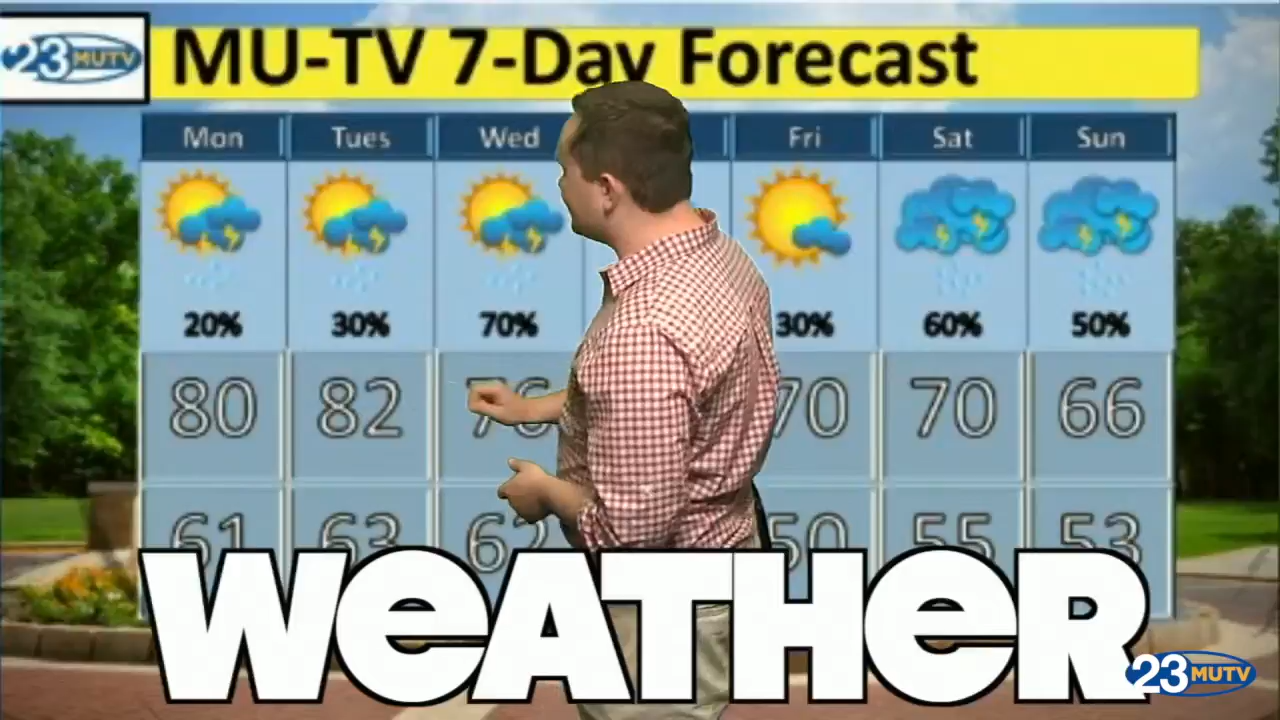 23 MUTV
MU-TV 7-Day Forecast
Mon Tues Wed Fri Sat Sun
20% 30% 70% 30% 60% 50%
80 82 76 70 70 66
61 63 62 50 55 53
WeATHeR
23 MUTV